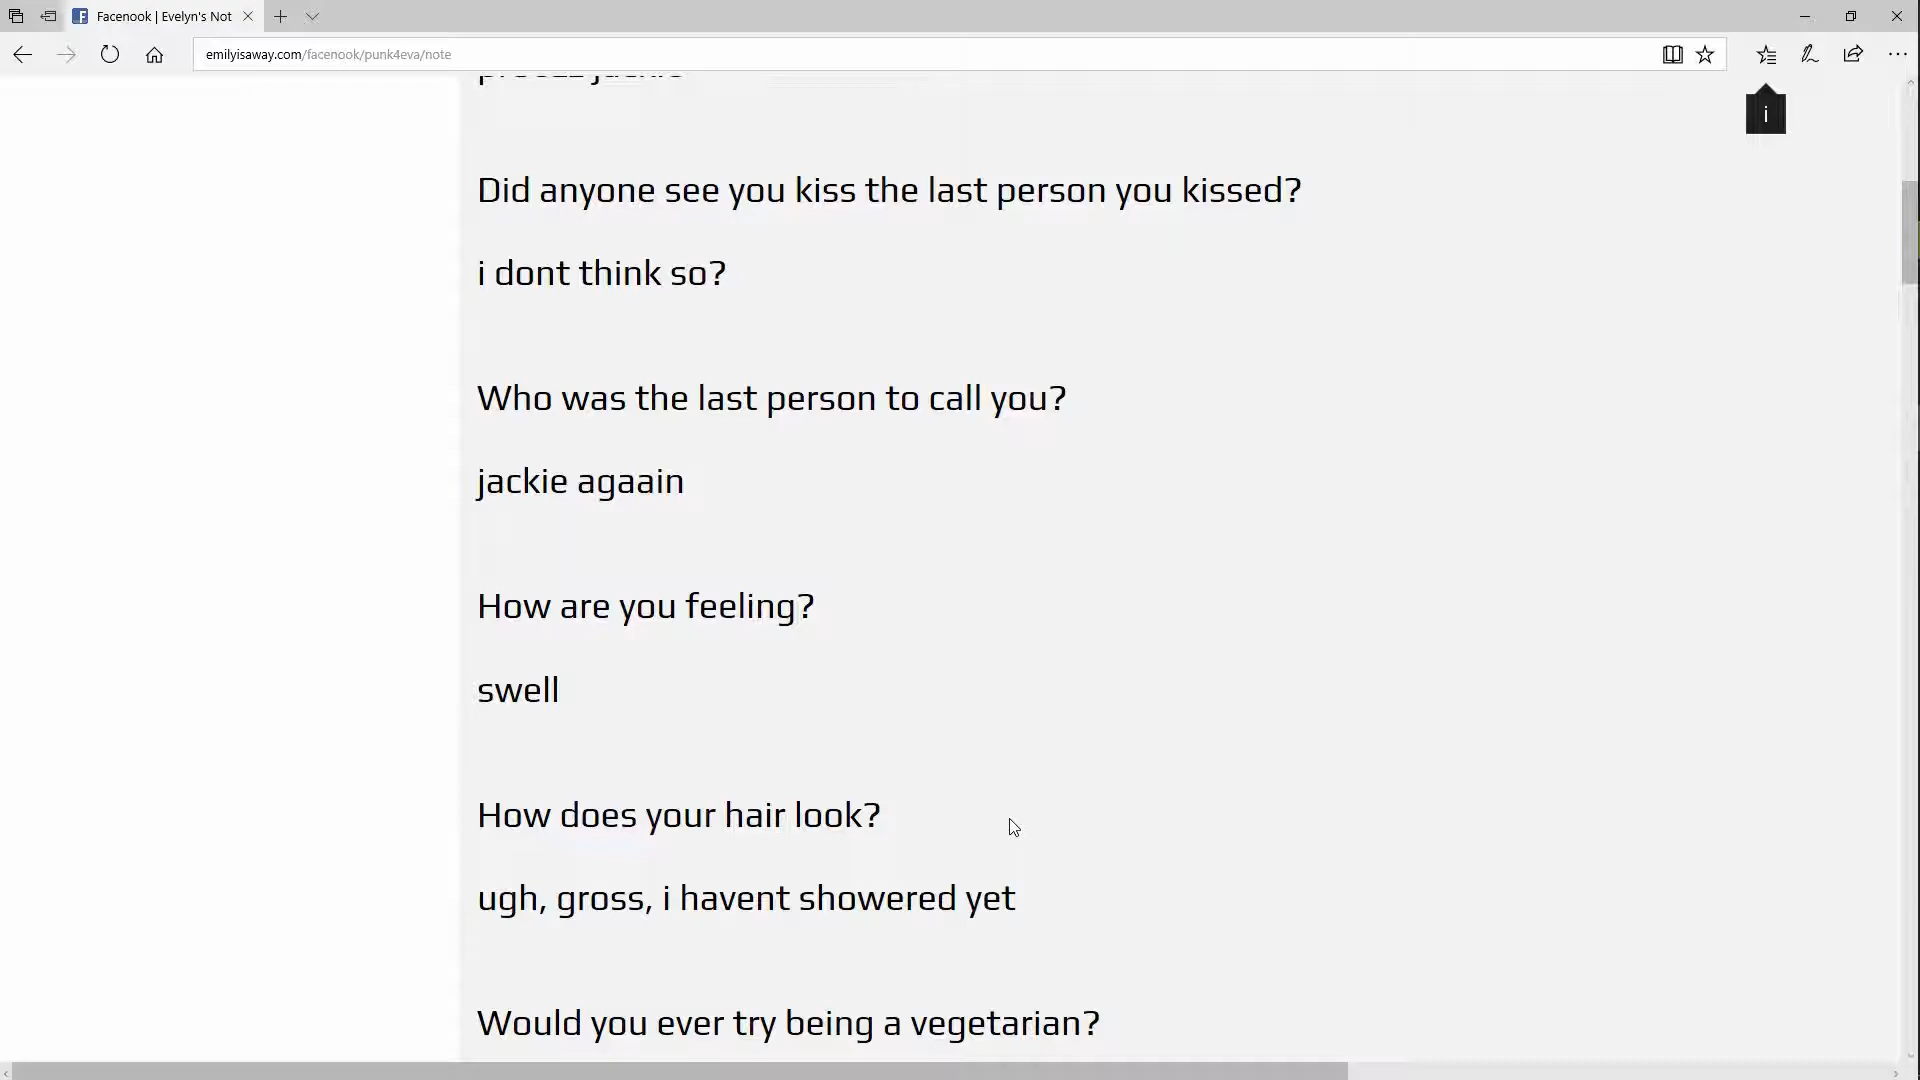 Facenook | Evelyn's Not
emilyisaway.com/facenook/punk4eva/note
i
Did anyone see you kiss the last person you kissed?
i dont think so?
Who was the last person to call you?
jackie agaain
How are you feeling?
swell
How does your hair look?
ugh, gross, i havent showered yet
Would you ever try being a vegetarian?